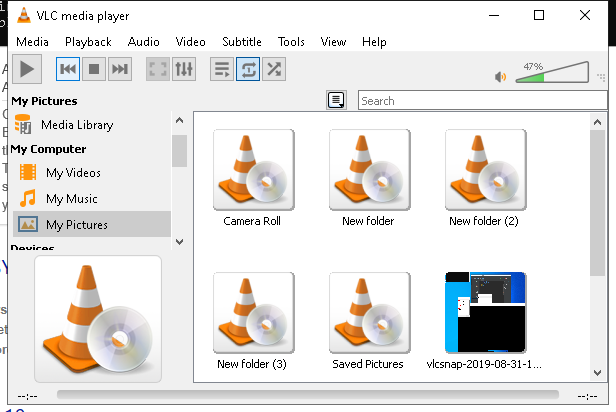 VLC media player
Media Playback Audio Video Subtitle Tools View Help
47%
My Pictures
Search
Media Library
My Computer
My Videos
My Music
My Pictures
Devices
Camera Roll
New folder
New folder (2)
New folder (3)
Saved Pictures
vlcsnap-2019-08-31-1...
--:--
--:--